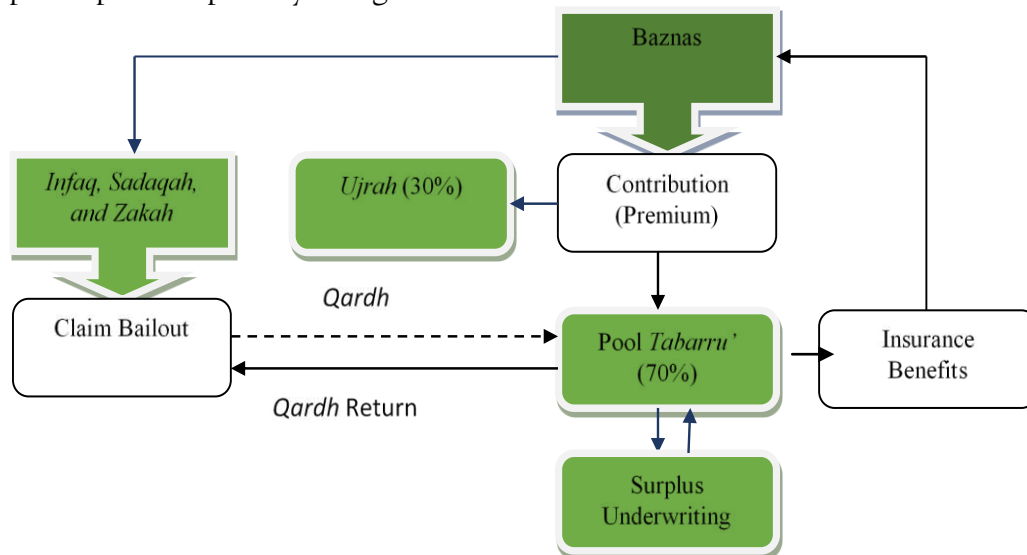 Baznas
Infaq, Sadaqah,
and Zakah
Ujrah (30%)
Contribution
(Premium)
Qardh
Claim Bailout
Pool Tabarru’
(70%)
Insurance
Benefits
Qardh Return
Surplus
Underwriting